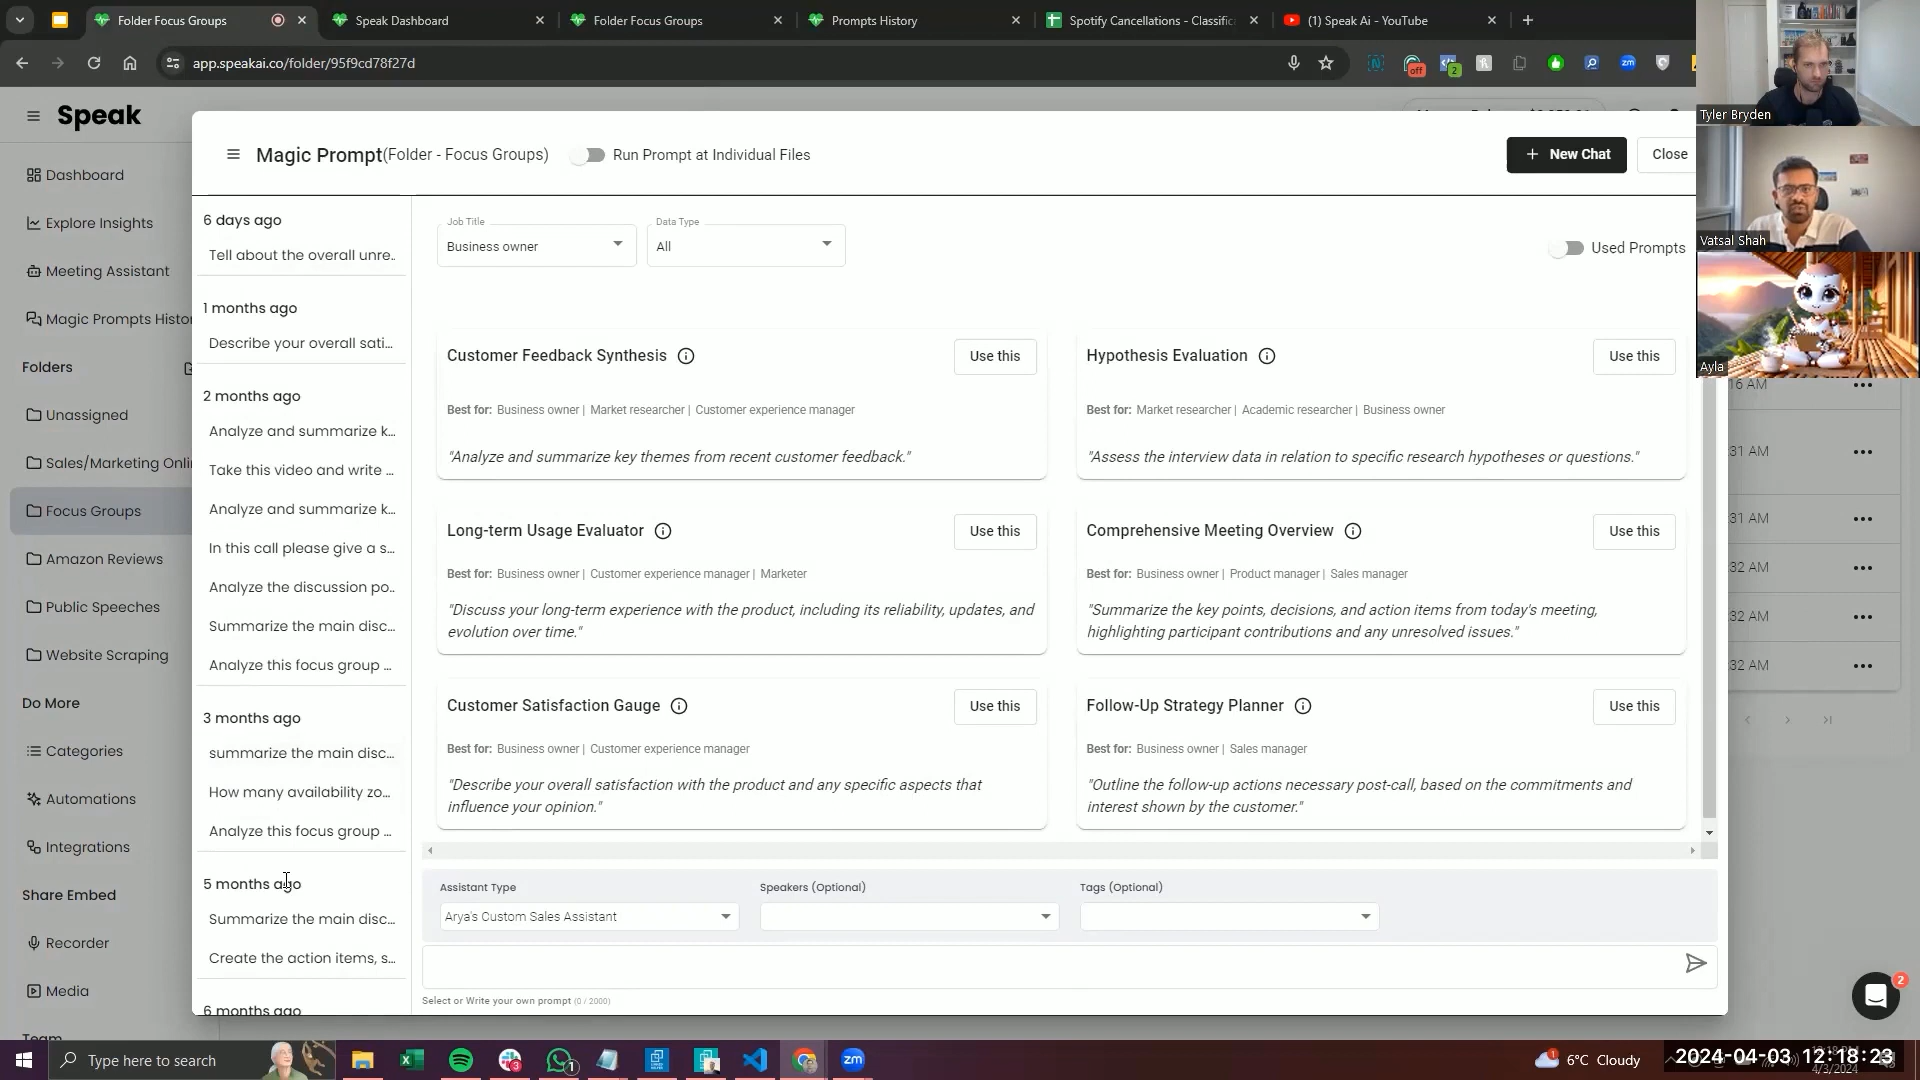 Folder Focus Groups
Speak Dashboard
Folder Focus Groups
Prompts History
Spotify Cancellations - Classific
(1) Speak Ai - YouTube
app.speakai.co/folder/95f9cd78f27d
off
2
zm
Tyler Bryden
Vatsal Shah
Ayla
Speak
Dashboard
Explore Insights
Meeting Assistant
Magic Prompts Histor
Folders
Unassigned
Sales/Marketing Onli
Focus Groups
Amazon Reviews
Public Speeches
Website Scraping
Do More
Categories
Automations
Integrations
Share Embed
Recorder
Media
Team
Magic Prompt(Folder - Focus Groups)
Run Prompt at Individual Files
New Chat
Close
6 days ago
Tell about the overall unre..
1 months ago
Describe your overall sati...
2 months ago
Analyze and summarize k...
Take this video and write ...
Analyze and summarize k...
In this call please give a s...
Analyze the discussion po...
Summarize the main disc...
Analyze this focus group ...
3 months ago
summarize the main disc...
How many availability zo...
Analyze this focus group ...
5 months ago
Summarize the main disc...
Create the action items, s...
6 months ago
Job Title
Business owner
Data Type
All
Used Prompts
Customer Feedback Synthesis
Use this
Best for: Business owner | Market researcher | Customer experience manager
"Analyze and summarize key themes from recent customer feedback."
Hypothesis Evaluation
Use this
Best for: Market researcher | Academic researcher | Business owner
"Assess the interview data in relation to specific research hypotheses or questions."
Long-term Usage Evaluator
Use this
Best for: Business owner | Customer experience manager | Marketer
"Discuss your long-term experience with the product, including its reliability, updates, and
evolution over time."
Comprehensive Meeting Overview
Use this
Best for: Business owner | Product manager | Sales manager
"Summarize the key points, decisions, and action items from today's meeting,
highlighting participant contributions and any unresolved issues."
Customer Satisfaction Gauge
Use this
Best for: Business owner | Customer experience manager
"Describe your overall satisfaction with the product and any specific aspects that
influence your opinion."
Follow-Up Strategy Planner
Use this
Best for: Business owner | Sales manager
"Outline the follow-up actions necessary post-call, based on the commitments and
interest shown by the customer."
Assistant Type
Arya's Custom Sales Assistant
Speakers (Optional)
Tags (Optional)
Select or Write your own prompt (0 / 2000)
16 AM
31 AM
31 AM
32 AM
32 AM
32 AM
2
Type here to search
3
1
zm
1
6°C Cloudy
2024-04-03 12:18:23
4/3/2024